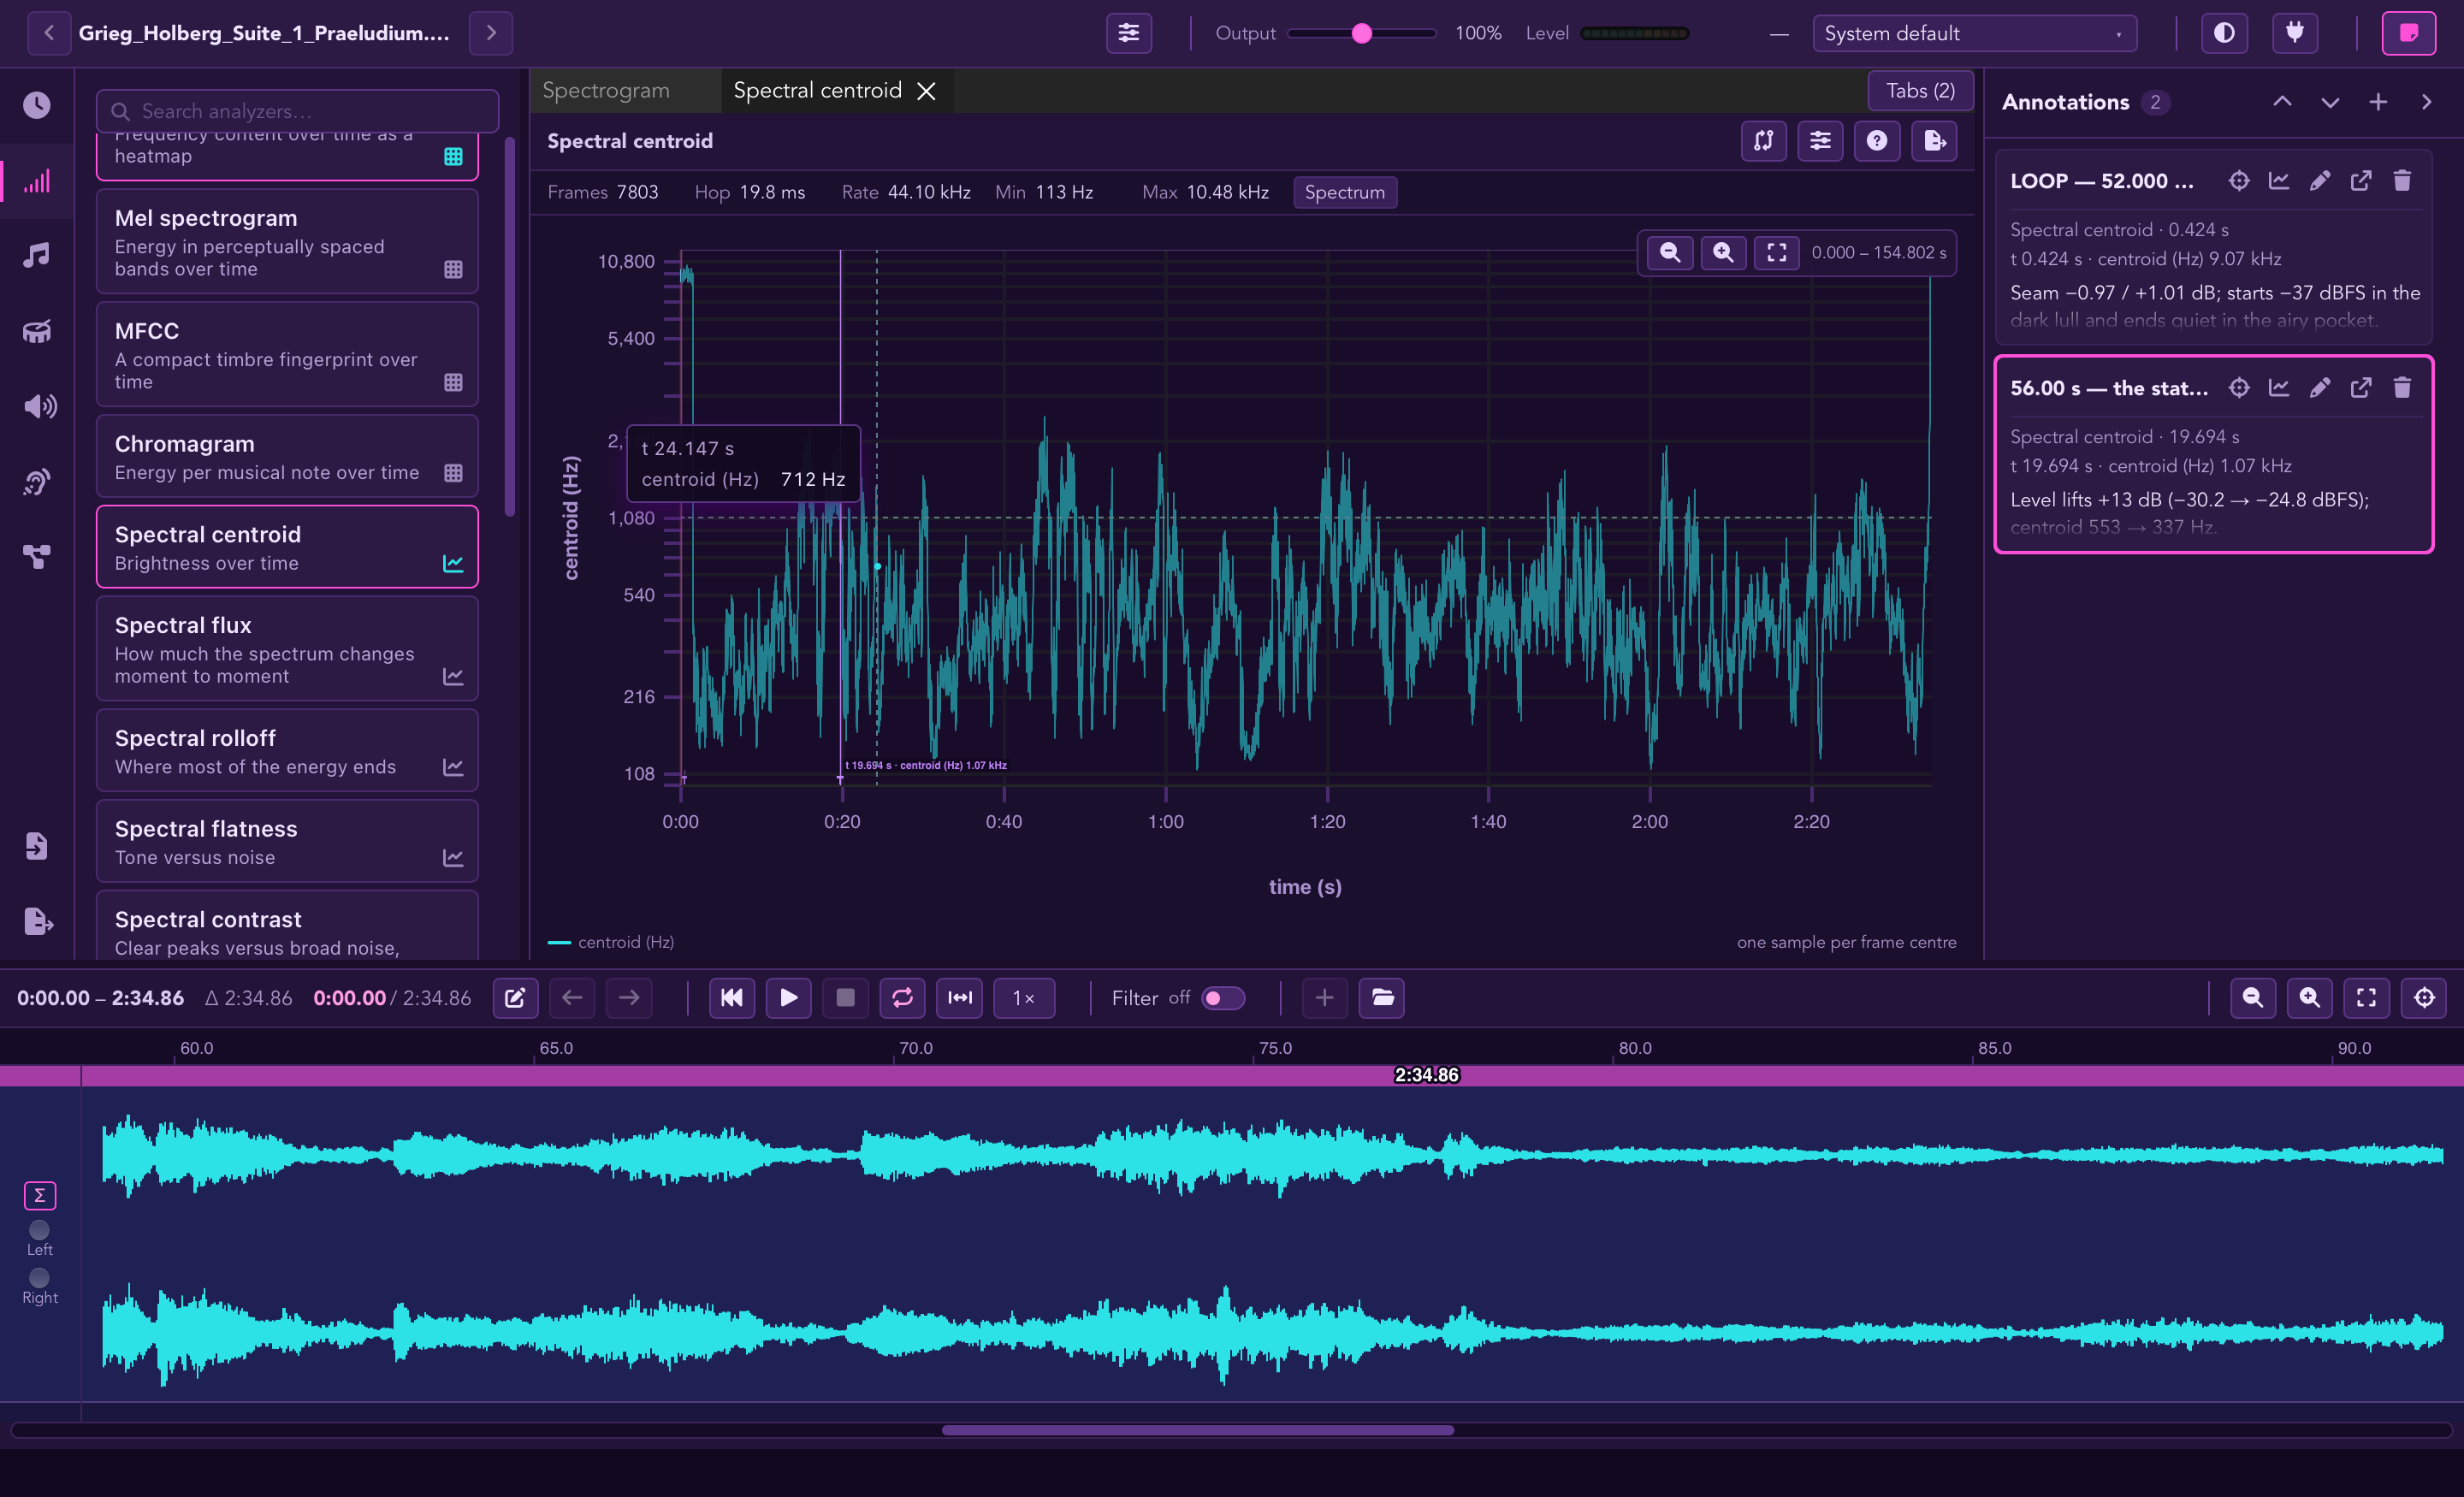 Grieg_Holberg_Suite_1_Praeludium....
Output 100% Level — System default
Search analyzers...
Frequency content over time as a
heatmap
Mel spectrogram
Energy in perceptually spaced
bands over time
MFCC
A compact timbre fingerprint over
time
Chromagram
Energy per musical note over time
Spectral centroid
Brightness over time
Spectral flux
How much the spectrum changes
moment to moment
Spectral rolloff
Where most of the energy ends
Spectral flatness
Tone versus noise
Spectral contrast
Clear peaks versus broad noise,
Spectrogram
Spectral centroid
Tabs (2)
Spectral centroid
Frames 7803 Hop 19.8 ms Rate 44.10 kHz Min 113 Hz Max 10.48 kHz Spectrum
0.000 – 154.802 s
10,800
5,400
1,080
540
216
108
centroid (Hz)
t 24.147 s
centroid (Hz) 712 Hz
t 19.694 s · centroid (Hz) 1.07 kHz
0:00 0:20 0:40 1:00 1:20 1:40 2:00 2:20
time (s)
centroid (Hz)
one sample per frame centre
Annotations 2
LOOP — 52.000 ...
Spectral centroid · 0.424 s
t 0.424 s · centroid (Hz) 9.07 kHz
Seam −0.97 / +1.01 dB; starts −37 dBFS in the
dark lull and ends quiet in the airy pocket.
56.00 s — the stat...
Spectral centroid · 19.694 s
t 19.694 s · centroid (Hz) 1.07 kHz
Level lifts +13 dB (−30.2 → −24.8 dBFS);
centroid 553 → 337 Hz.
0:00.00 – 2:34.86 Δ 2:34.86 0:00.00 / 2:34.86 1× Filter off
60.0 65.0 70.0 75.0 80.0 85.0 90.0
2:34.86
Σ
Left
Right